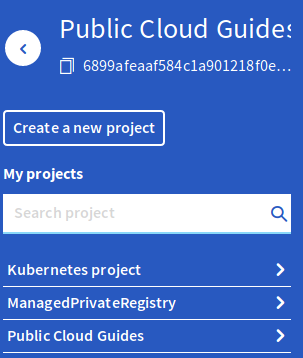 Public Cloud Guides
6899afeaaf584c1a901218f0e...
Create a new project
My projects
Search project
Kubernetes project
ManagedPrivateRegistry
Public Cloud Guides